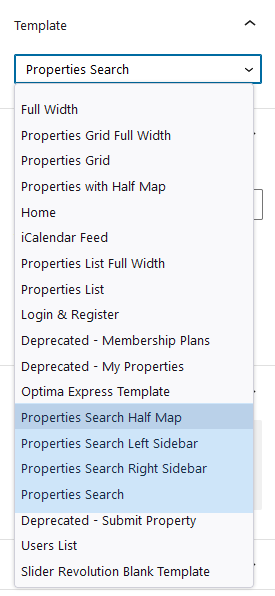 Template
Properties Search
Full Width
Properties Grid Full Width
Properties Grid
Properties with Half Map
Home
iCalendar Feed
Properties List Full Width
Properties List
Login & Register
Deprecated - Membership Plans
Deprecated - My Properties
Optima Express Template
Properties Search Half Map
Properties Search Left Sidebar
Properties Search Right Sidebar
Properties Search
Deprecated - Submit Property
Users List
Slider Revolution Blank Template